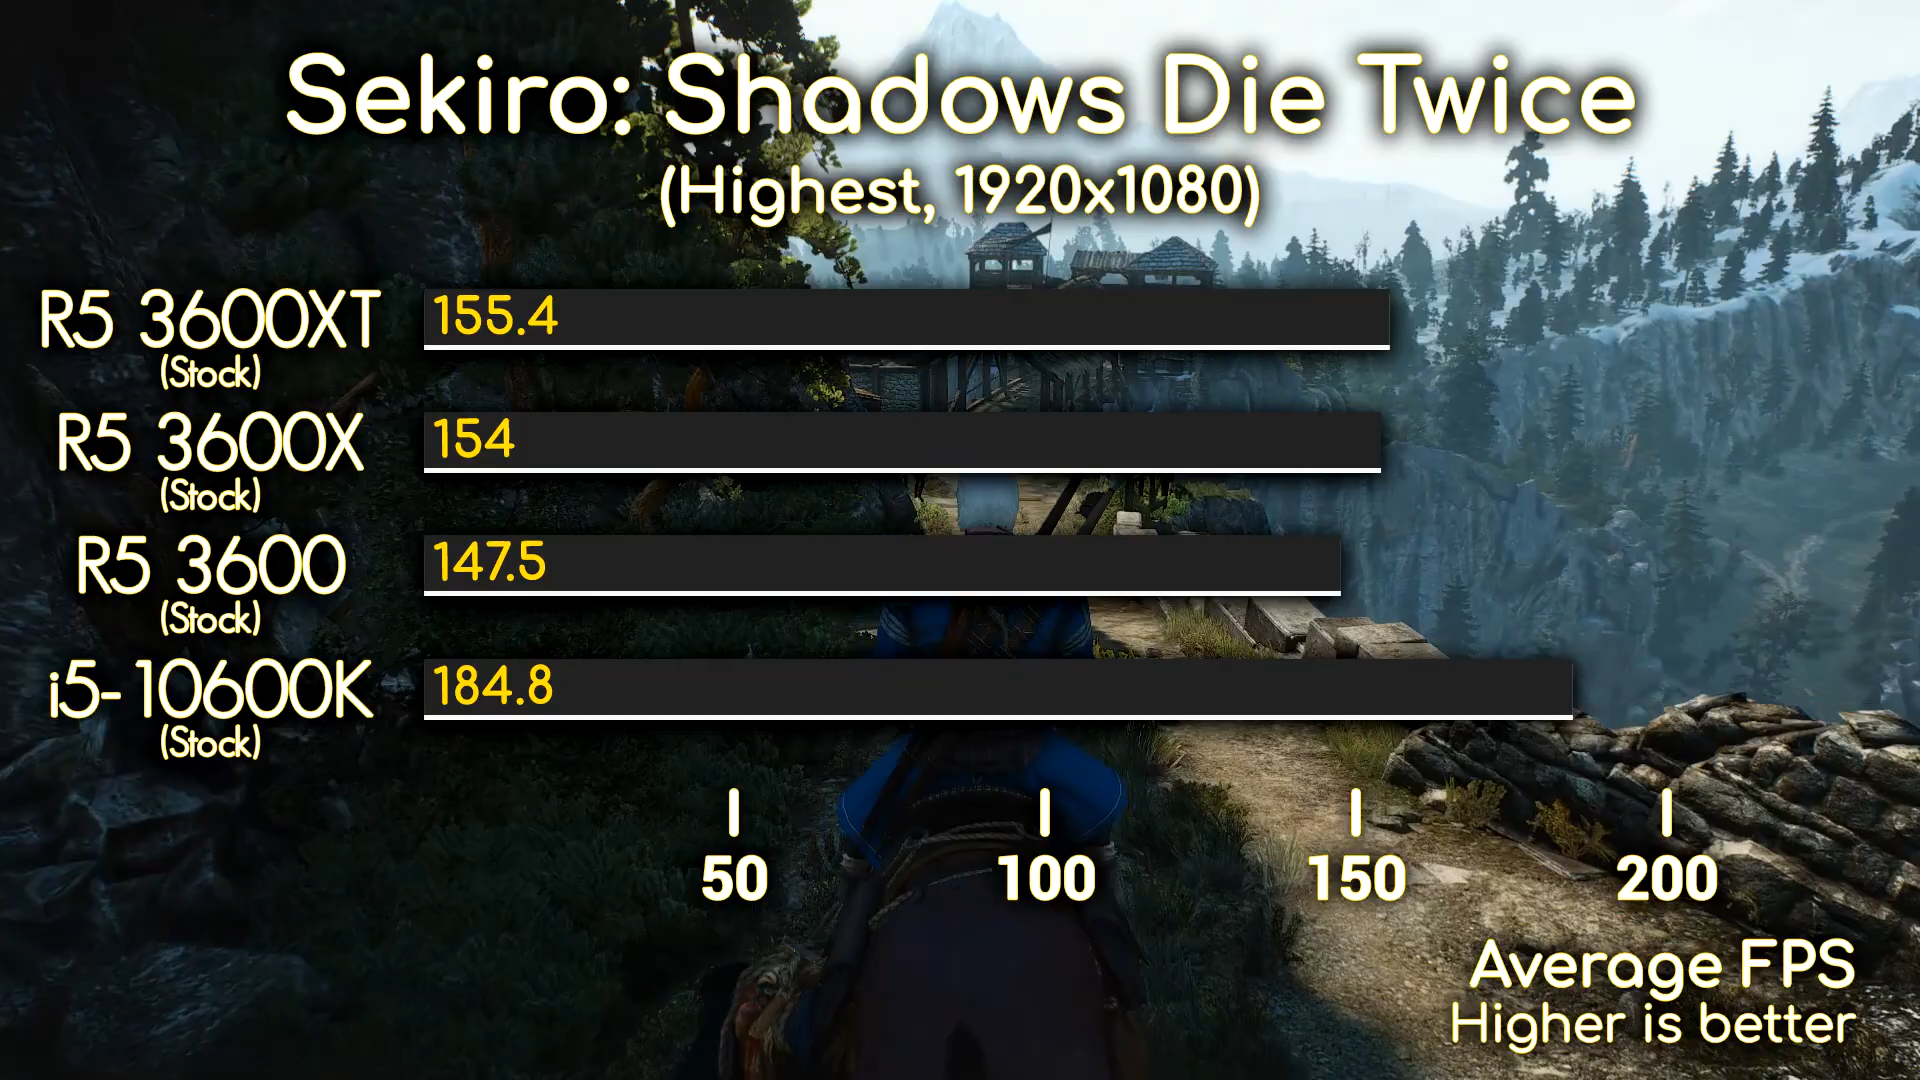 Sekiro: Shadows Die Twice
(Highest, 1920x1080)
R5 3600XT
(Stock)
155.4
R5 3600X
(Stock)
154
R5 3600
(Stock)
147.5
i5-10600K
(Stock)
184.8
50 100 150 200
Average FPS
Higher is better